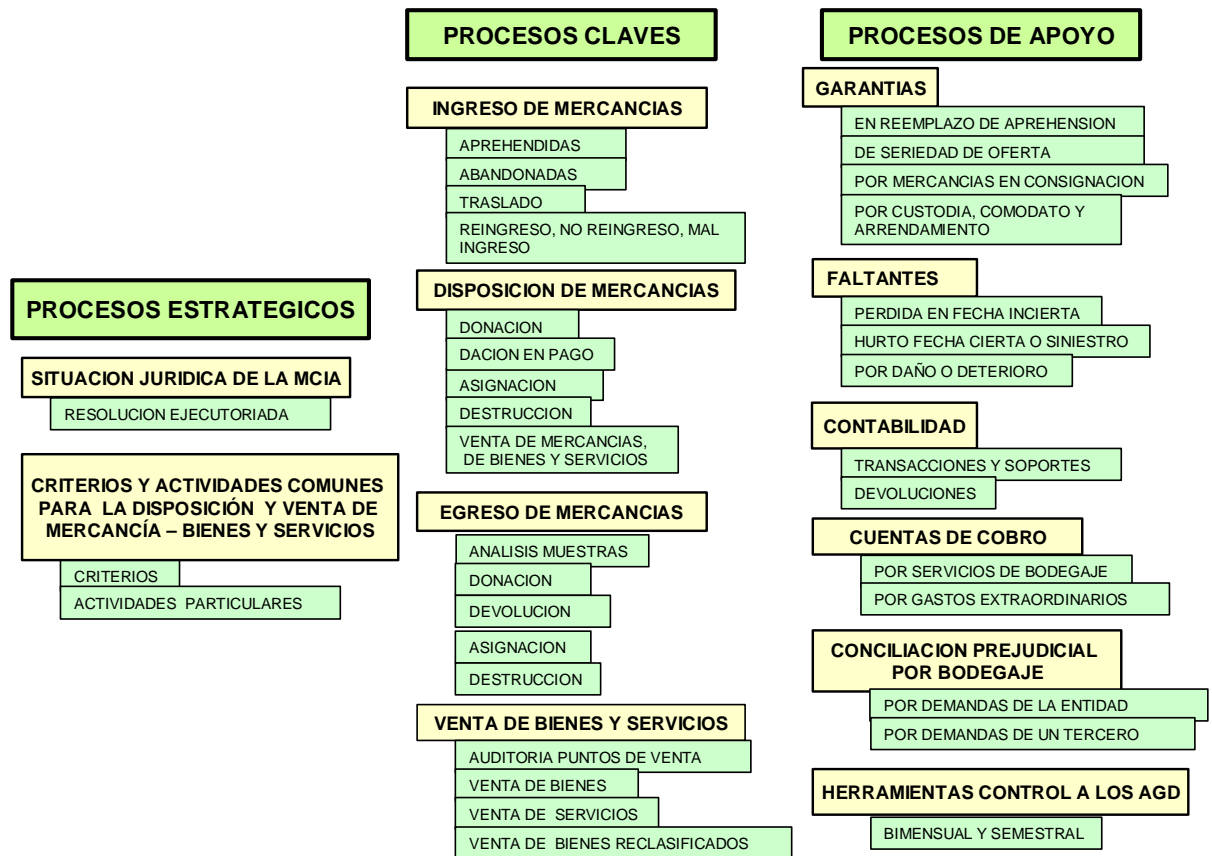 PROCESOS ESTRATEGICOS
SITUACION JURIDICA DE LA MCIA
RESOLUCION EJECUTORIADA
CRITERIOS Y ACTIVIDADES COMUNES
PARA LA DISPOSICIÓN Y VENTA DE
MERCANCÍA – BIENES Y SERVICIOS
CRITERIOS
ACTIVIDADES PARTICULARES
PROCESOS CLAVES
INGRESO DE MERCANCIAS
APREHENDIDAS
ABANDONADAS
TRASLADO
REINGRESO, NO REINGRESO, MAL
INGRESO
DISPOSICION DE MERCANCIAS
DONACION
DACION EN PAGO
ASIGNACION
DESTRUCCION
VENTA DE MERCANCIAS,
DE BIENES Y SERVICIOS
EGRESO DE MERCANCIAS
ANALISIS MUESTRAS
DONACION
DEVOLUCION
ASIGNACION
DESTRUCCION
VENTA DE BIENES Y SERVICIOS
AUDITORIA PUNTOS DE VENTA
VENTA DE BIENES
VENTA DE SERVICIOS
VENTA DE BIENES RECLASIFICADOS
PROCESOS DE APOYO
GARANTIAS
EN REEMPLAZO DE APREHENSION
DE SERIEDAD DE OFERTA
POR MERCANCIAS EN CONSIGNACION
POR CUSTODIA, COMODATO Y
ARRENDAMIENTO
FALTANTES
PERDIDA EN FECHA INCIERTA
HURTO FECHA CIERTA O SINIESTRO
POR DAÑO O DETERIORO
CONTABILIDAD
TRANSACCIONES Y SOPORTES
DEVOLUCIONES
CUENTAS DE COBRO
POR SERVICIOS DE BODEGAJE
POR GASTOS EXTRAORDINARIOS
CONCILIACION PREJUDICIAL
POR BODEGAJE
POR DEMANDAS DE LA ENTIDAD
POR DEMANDAS DE UN TERCERO
HERRAMIENTAS CONTROL A LOS AGD
BIMENSUAL Y SEMESTRAL